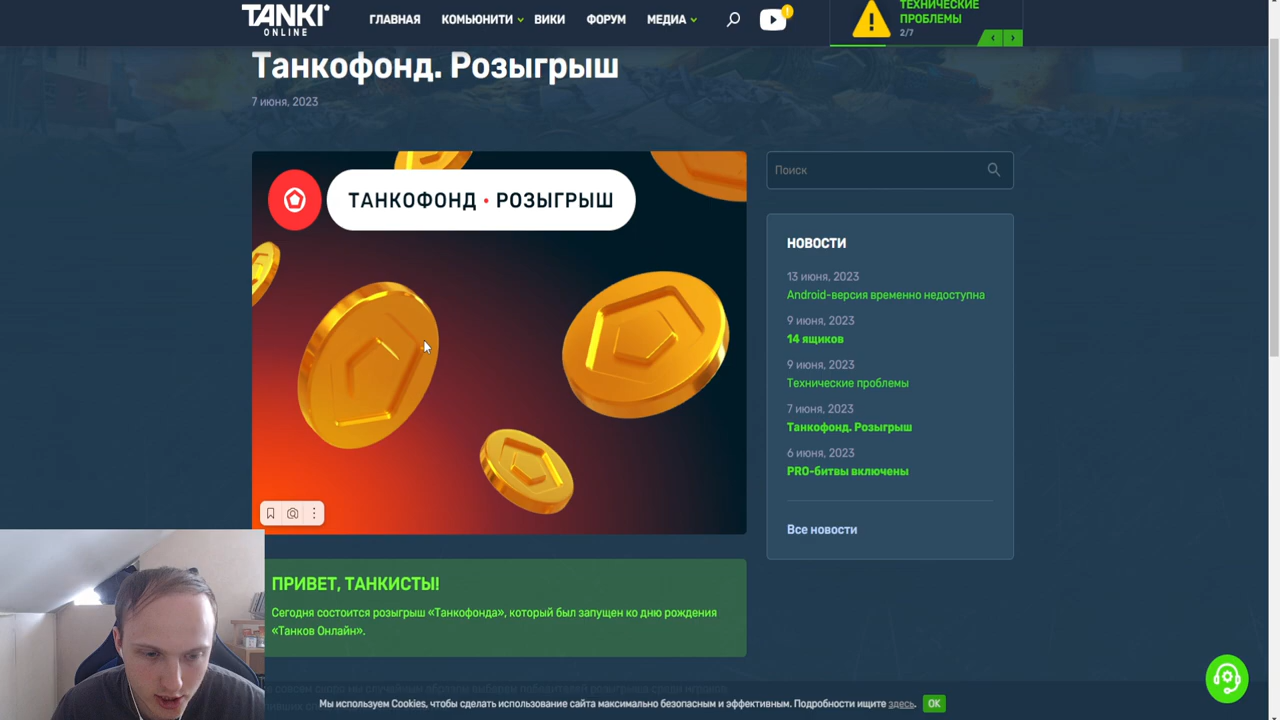 TANKI
ONLINE
ГЛАВНАЯ
КОМЬЮНИТИ
ВИКИ
ФОРУМ
МЕДИА
ТЕХНИЧЕСКИЕ
ПРОБЛЕМЫ
2/7
Танкофонд. Розыгрыш
7 июня, 2023
ТАНКОФОНД • РОЗЫГРЫШ
Поиск
НОВОСТИ
13 июня, 2023
Android-версия временно недоступна
9 июня, 2023
14 ящиков
9 июня, 2023
Технические проблемы
7 июня, 2023
Танкофонд. Розыгрыш
6 июня, 2023
PRO-битвы включены
Все новости
ПРИВЕТ, ТАНКИСТЫ!
Сегодня состоится розыгрыш «Танкофонда», который был запущен ко дню рождения
«Танков Онлайн».
Мы используем Cookies, чтобы сделать использование сайта максимально безопасным и эффективным. Подробности ищите здесь.
OK